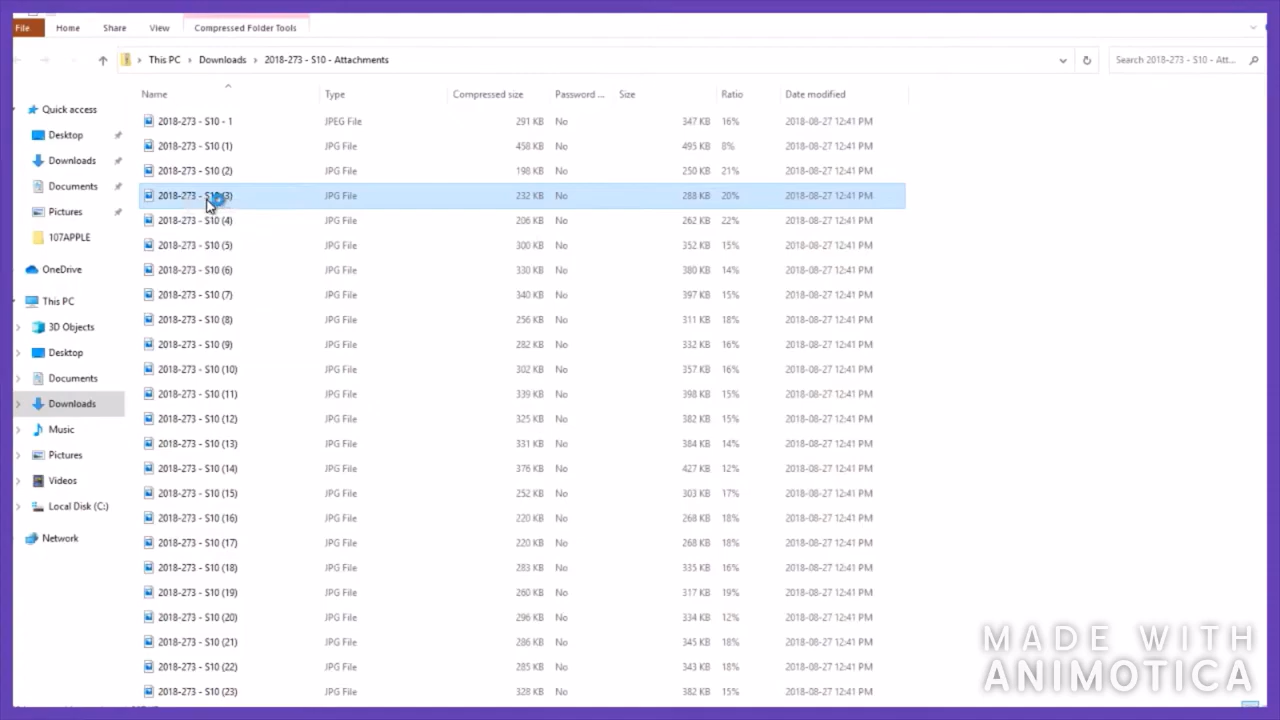 File Home Share View Compressed Folder Tools
This PC Downloads 2018-273 - S10 - Attachments Search 2018-273 - S10 - Att...
Name Type Compressed size Password ... Size Ratio Date modified
Quick access
Desktop
Downloads
Documents
Pictures
107APPLE
OneDrive
This PC
3D Objects
Desktop
Documents
Downloads
Music
Pictures
Videos
Local Disk (C:)
Network
2018-273 - S10 - 1 JPEG File 291 KB No 347 KB 16% 2018-08-27 12:41 PM
2018-273 - S10 (1) JPG File 458 KB No 495 KB 8% 2018-08-27 12:41 PM
2018-273 - S10 (2) JPG File 198 KB No 250 KB 21% 2018-08-27 12:41 PM
2018-273 - S10 (3) JPG File 232 KB No 288 KB 20% 2018-08-27 12:41 PM
2018-273 - S10 (4) JPG File 206 KB No 262 KB 22% 2018-08-27 12:41 PM
2018-273 - S10 (5) JPG File 300 KB No 352 KB 15% 2018-08-27 12:41 PM
2018-273 - S10 (6) JPG File 330 KB No 380 KB 14% 2018-08-27 12:41 PM
2018-273 - S10 (7) JPG File 340 KB No 397 KB 15% 2018-08-27 12:41 PM
2018-273 - S10 (8) JPG File 256 KB No 311 KB 18% 2018-08-27 12:41 PM
2018-273 - S10 (9) JPG File 282 KB No 332 KB 16% 2018-08-27 12:41 PM
2018-273 - S10 (10) JPG File 302 KB No 357 KB 16% 2018-08-27 12:41 PM
2018-273 - S10 (11) JPG File 339 KB No 398 KB 15% 2018-08-27 12:41 PM
2018-273 - S10 (12) JPG File 325 KB No 382 KB 15% 2018-08-27 12:41 PM
2018-273 - S10 (13) JPG File 331 KB No 384 KB 14% 2018-08-27 12:41 PM
2018-273 - S10 (14) JPG File 376 KB No 427 KB 12% 2018-08-27 12:41 PM
2018-273 - S10 (15) JPG File 252 KB No 303 KB 17% 2018-08-27 12:41 PM
2018-273 - S10 (16) JPG File 220 KB No 268 KB 18% 2018-08-27 12:41 PM
2018-273 - S10 (17) JPG File 220 KB No 268 KB 18% 2018-08-27 12:41 PM
2018-273 - S10 (18) JPG File 283 KB No 335 KB 16% 2018-08-27 12:41 PM
2018-273 - S10 (19) JPG File 260 KB No 317 KB 19% 2018-08-27 12:41 PM
2018-273 - S10 (20) JPG File 296 KB No 334 KB 12% 2018-08-27 12:41 PM
2018-273 - S10 (21) JPG File 286 KB No 345 KB 18% 2018-08-27 12:41 PM
2018-273 - S10 (22) JPG File 285 KB No 343 KB 18% 2018-08-27 12:41 PM
2018-273 - S10 (23) JPG File 328 KB No 382 KB 15% 2018-08-27 12:41 PM
MADE WITH
ANIMOTICA